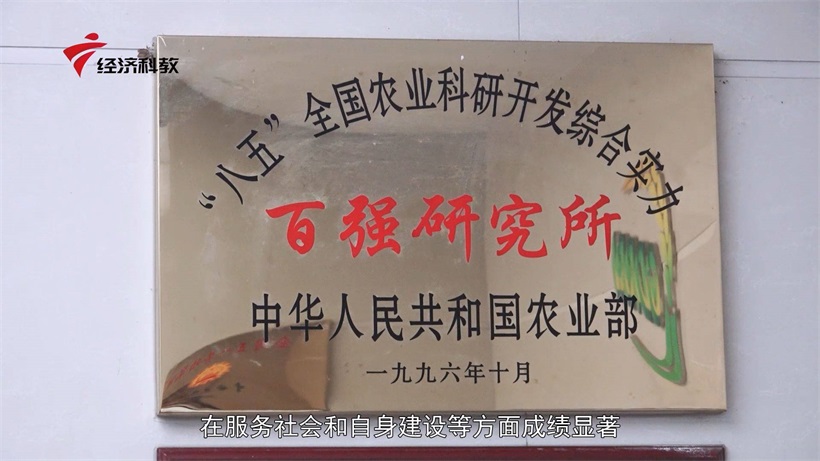 经济科教
“八五”全国农业科研开发综合实力
百强研究所
中华人民共和国农业部
一九九六年十月
在服务社会和自身建设等方面成绩显著